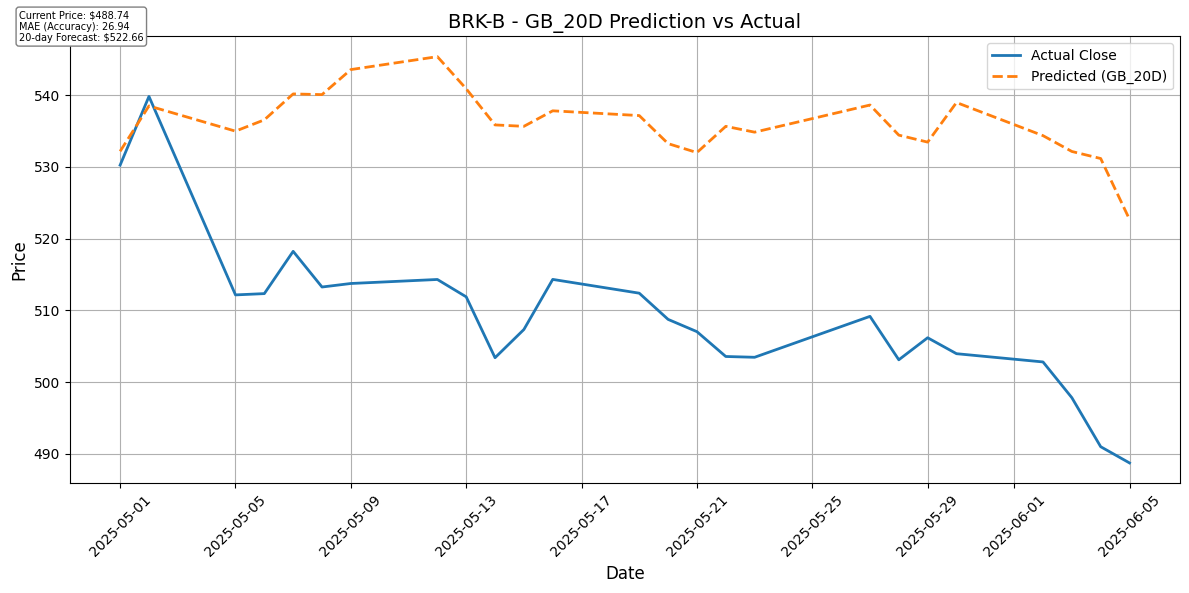 Current Price: $488.74
MAE (Accuracy): 26.94
20-day Forecast: $522.66
BRK-B - GB_20D Prediction vs Actual
Actual Close
Predicted (GB_20D)
Price
540
530
520
510
500
490
2025-05-01
2025-05-05
2025-05-09
2025-05-13
2025-05-17
2025-05-21
2025-05-25
2025-05-29
2025-06-01
2025-06-05
Date